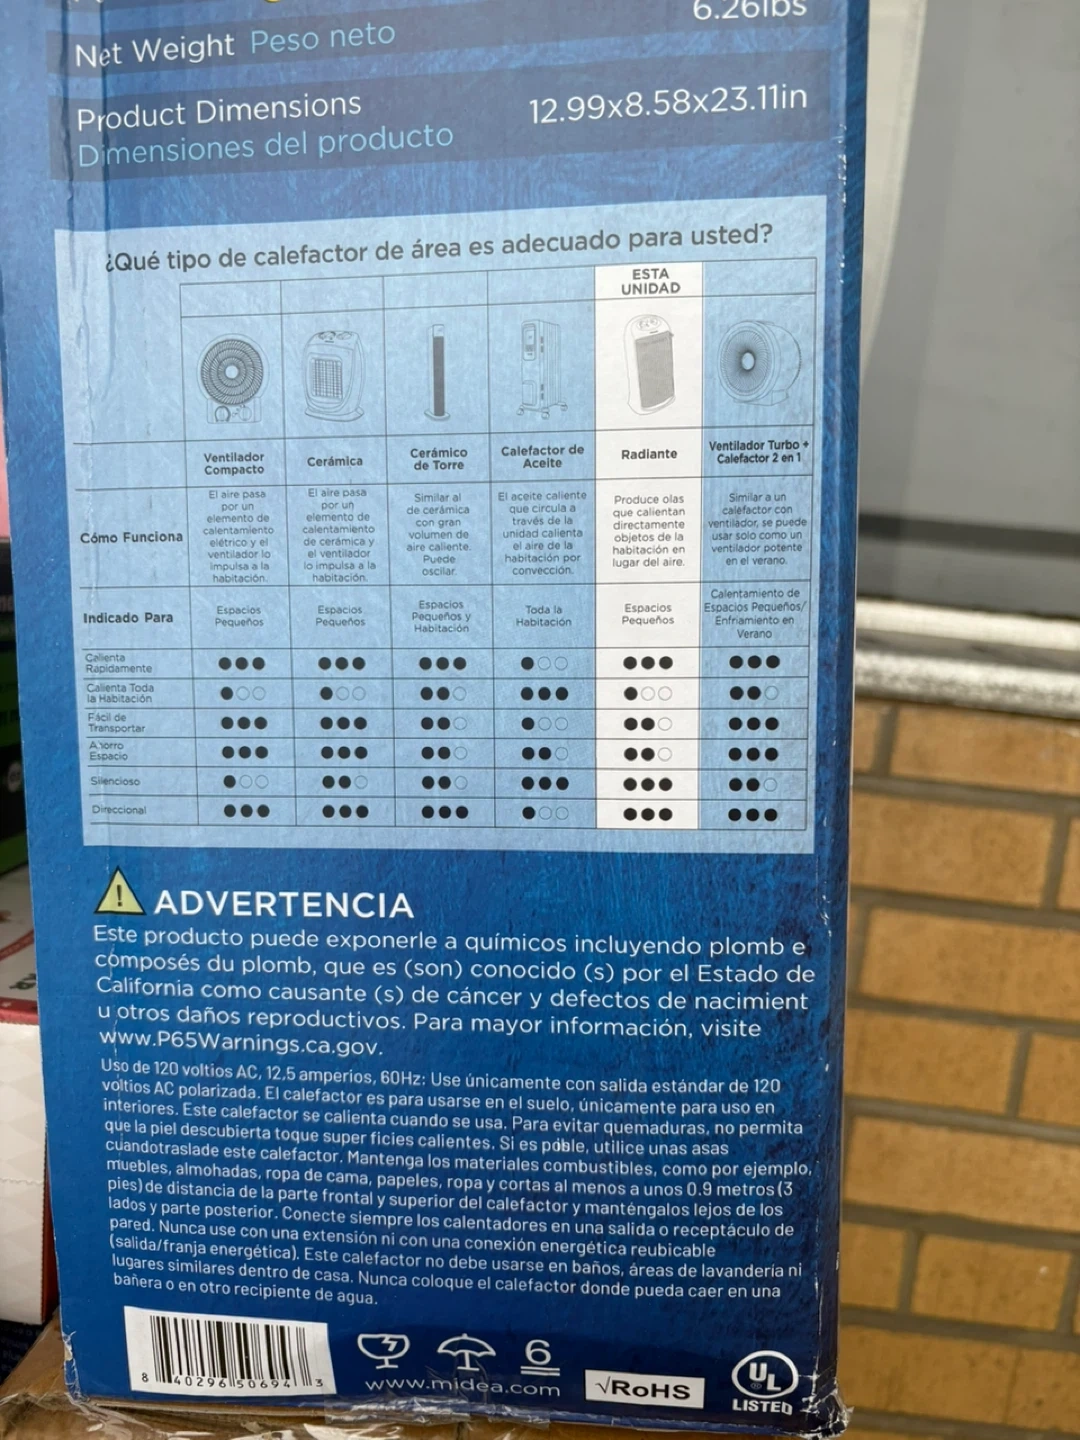 6.26lbs
Net Weight Peso neto
Product Dimensions 12.99x8.58x23.11in
Dimensiones del producto
¿Qué tipo de calefactor de área es adecuado para usted?
ESTA
UNIDAD
Ventilador
Compacto
Cerámica
Cerámico
de Torre
Calefactor de
Aceite
Radiante
Ventilador Turbo +
Calefactor 2 en 1
Cómo Funciona
El aire pasa
por un
elemento de
calentamiento
elétrico y el
ventilador lo
impulsa a la
habitación.
El aire pasa
por un
elemento de
calentamiento
de cerámica y
el ventilador
lo impulsa a la
habitación.
Similar al
de cerámica
con gran
volumen de
aire caliente.
Puede
oscilar.
El aceite caliente
que circula a
través de la
unidad calienta
el aire de la
habitación por
convección.
Produce olas
que calientan
directamente
objetos de la
habitación en
lugar del aire.
Similar a un
calefactor con
ventilador, se puede
usar solo como un
ventilador potente
en el verano.
Indicado Para
Espacios
Pequeños
Espacios
Pequeños
Espacios
Pequeños y
Habitación
Toda la
Habitación
Espacios
Pequeños
Calentamiento de
Espacios Pequeños/
Enfriamiento en
Verano
Calienta
Rapidamente
Calienta Toda
la Habitación
Fácil de
Transportar
Ahorro
Espacio
Silencioso
Direccional
ADVERTENCIA
Este producto puede exponerle a químicos incluyendo plomb e
composés du plomb, que es (son) conocido (s) por el Estado de
California como causante (s) de cáncer y defectos de nacimient
u otros daños reproductivos. Para mayor información, visite
www.P65Warnings.ca.gov.
Uso de 120 voltios AC, 12,5 amperios, 60Hz: Use únicamente con salida estándar de 120
voltios AC polarizada. El calefactor es para usarse en el suelo, únicamente para uso en
interiores. Este calefactor se calienta cuando se usa. Para evitar quemaduras, no permita
que la piel descubierta toque super ficies calientes. Si es posble, utilice unas asas
cuandotraslade este calefactor. Mantenga los materiales combustibles, como por ejemplo,
muebles, almohadas, ropa de cama, papeles, ropa y cortas al menos a unos 0.9 metros (3
pies) de distancia de la parte frontal y superior del calefactor y manténgalos lejos de los
lados y parte posterior. Conecte siempre los calentadores en una salida o receptáculo de
pared. Nunca use con una extensión ni con una conexión energética reubicable
(salida/franja energética). Este calefactor no debe usarse en baños, áreas de lavandería ni
lugares similares dentro de casa. Nunca coloque el calefactor donde pueda caer en una
bañera o en otro recipiente de agua.
8 40296 50694 3
6
www.midea.com
√RoHS
UL
LISTED